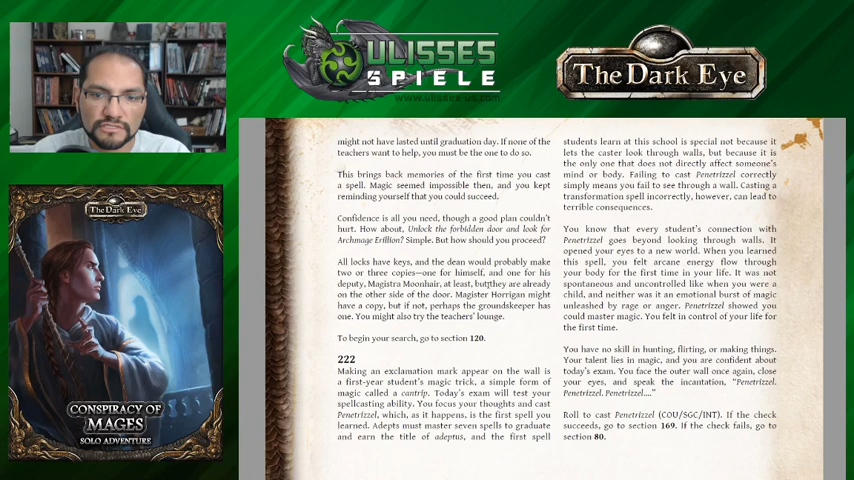 ULISSES
SPIELE
www.ulisses-us.com
The Dark Eye
The Dark Eye
CONSPIRACY OF
MAGES
SOLO ADVENTURE
might not have lasted until graduation day. If none of the
teachers want to help, you must be the one to do so.
This brings back memories of the first time you cast
a spell. Magic seemed impossible then, and you kept
reminding yourself that you could succeed.
Confidence is all you need, though a good plan couldn't
hurt. How about, Unlock the forbidden door and look for
Archmage Erillion? Simple. But how should you proceed?
All locks have keys, and the dean would probably make
two or three copies—one for himself, and one for his
deputy, Magistra Moonhair, at least, but they are already
on the other side of the door. Magister Horrigan might
have a copy, but if not, perhaps the groundskeeper has
one. You might also try the teachers' lounge.
To begin your search, go to section 120.
222
Making an exclamation mark appear on the wall is
a first-year student's magic trick, a simple form of
magic called a cantrip. Today's exam will test your
spellcasting ability. You focus your thoughts and cast
Penetrizzel, which, as it happens, is the first spell you
learned. Adepts must master seven spells to graduate
and earn the title of adeptus, and the first spell
students learn at this school is special not because it
lets the caster look through walls, but because it is
the only one that does not directly affect someone's
mind or body. Failing to cast Penetrizzel correctly
simply means you fail to see through a wall. Casting a
transformation spell incorrectly, however, can lead to
terrible consequences.
You know that every student's connection with
Penetrizzel goes beyond looking through walls. It
opened your eyes to a new world. When you learned
this spell, you felt arcane energy flow through
your body for the first time in your life. It was not
spontaneous and uncontrolled like when you were a
child, and neither was it an emotional burst of magic
unleashed by rage or anger. Penetrizzel showed you
you could master magic. You felt in control of your life for
the first time.
You have no skill in hunting, flirting, or making things.
Your talent lies in magic, and you are confident about
today's exam. You face the outer wall once again, close
your eyes, and speak the incantation, "Penetrizzel.
Penetrizzel. Penetrizzel...."
Roll to cast Penetrizzel (COU/SGC/INT). If the check
succeeds, go to section 169. If the check fails, go to
section 80.